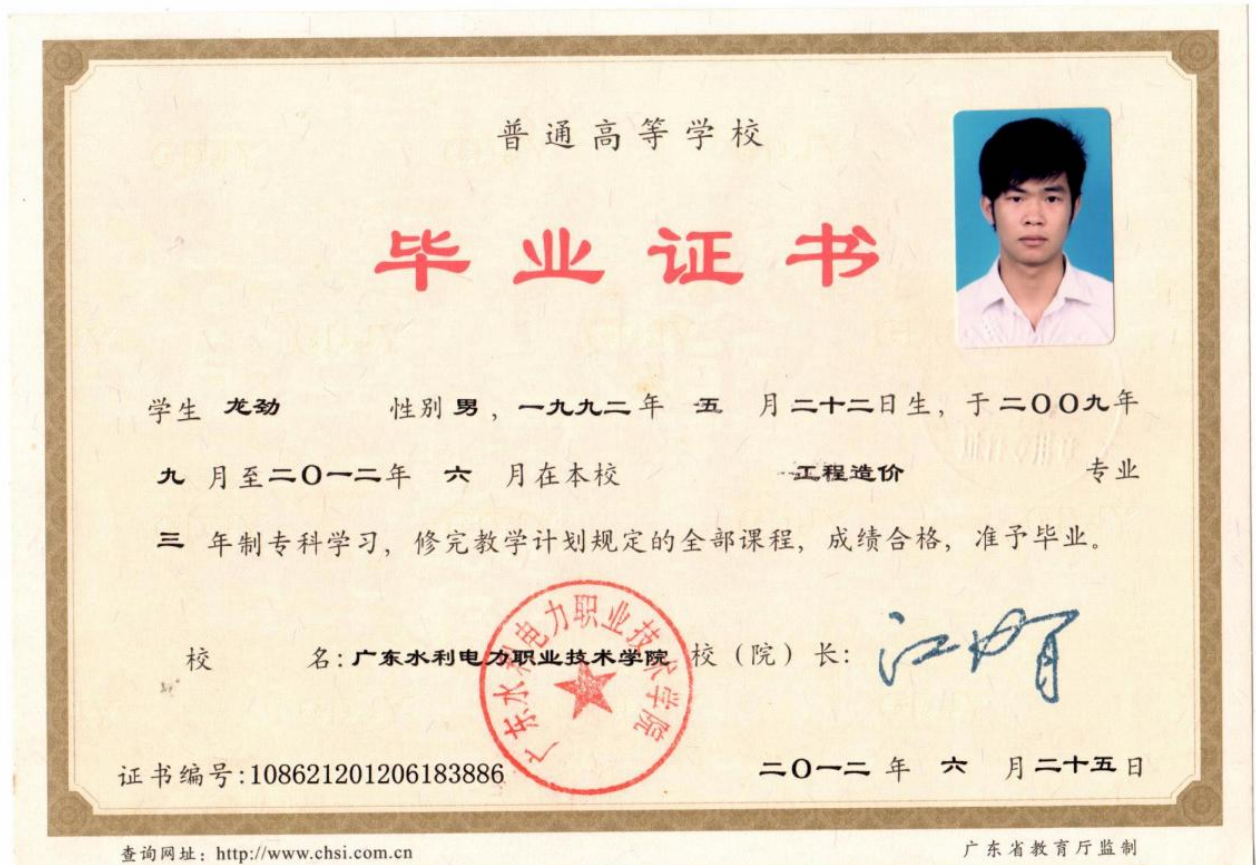 普通高等学校
毕业证书
学生 龙劲 性别 男，一九九二年 五 月二十二日生，于二〇〇九年
九 月至二〇一二年 六 月在本校 工程造价 专业
三 年制专科学习，修完教学计划规定的全部课程，成绩合格，准予毕业。
校 名：广东水利电力职业技术学院 校（院）长：
广东水利电力职业技术学院
证书编号：108621201206183886 二〇一二 年 六 月二十五日
查询网址：http://www.chsi.com.cn 广东省教育厅监制